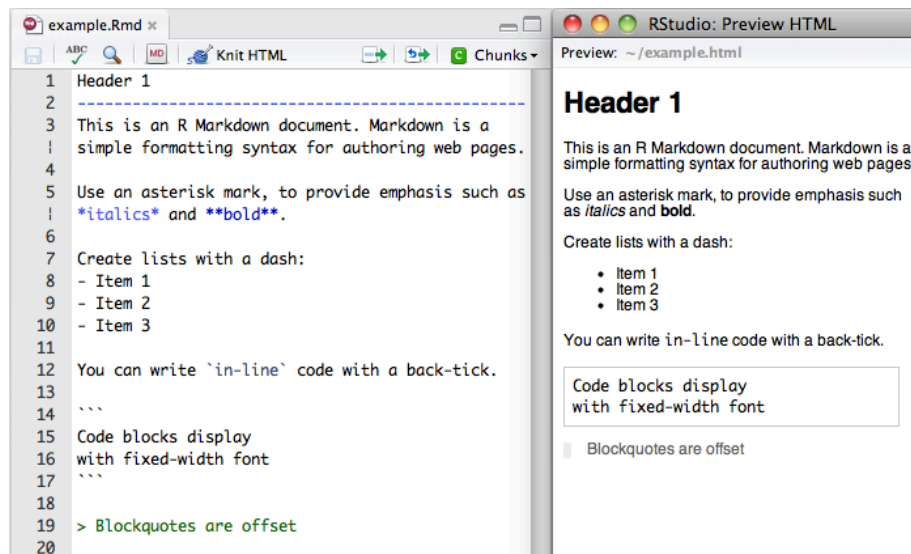 example.Rmd ×
ABC MD Knit HTML C Chunks
1 Header 1
2 -------------------------------------------------
3 This is an R Markdown document. Markdown is a
¦ simple formatting syntax for authoring web pages.
4
5 Use an asterisk mark, to provide emphasis such as
¦ *italics* and **bold**.
6
7 Create lists with a dash:
8 - Item 1
9 - Item 2
10 - Item 3
11
12 You can write `in-line` code with a back-tick.
13
14 ```
15 Code blocks display
16 with fixed-width font
17 ```
18
19 > Blockquotes are offset
20
RStudio: Preview HTML
Preview: ~/example.html
Header 1
This is an R Markdown document. Markdown is a
simple formatting syntax for authoring web pages
Use an asterisk mark, to provide emphasis such
as italics and bold.
Create lists with a dash:
• Item 1
• Item 2
• Item 3
You can write in-line code with a back-tick.
Code blocks display
with fixed-width font
Blockquotes are offset